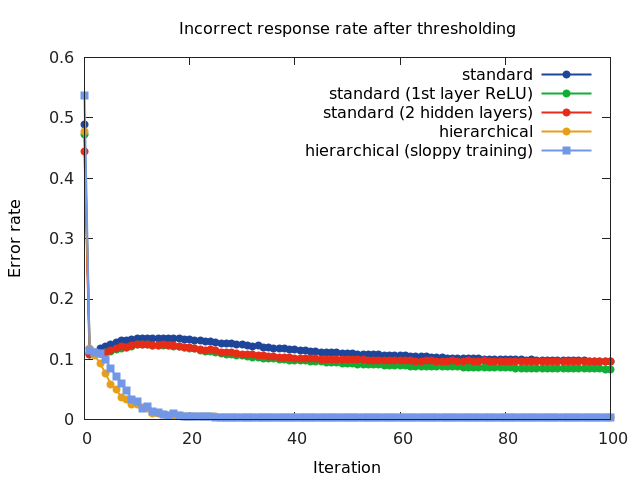 Incorrect response rate after thresholding
0.6
0.5
0.4
0.3
0.2
0.1
0
Error rate
standard
standard (1st layer ReLU)
standard (2 hidden layers)
hierarchical
hierarchical (sloppy training)
0 20 40 60 80 100
Iteration